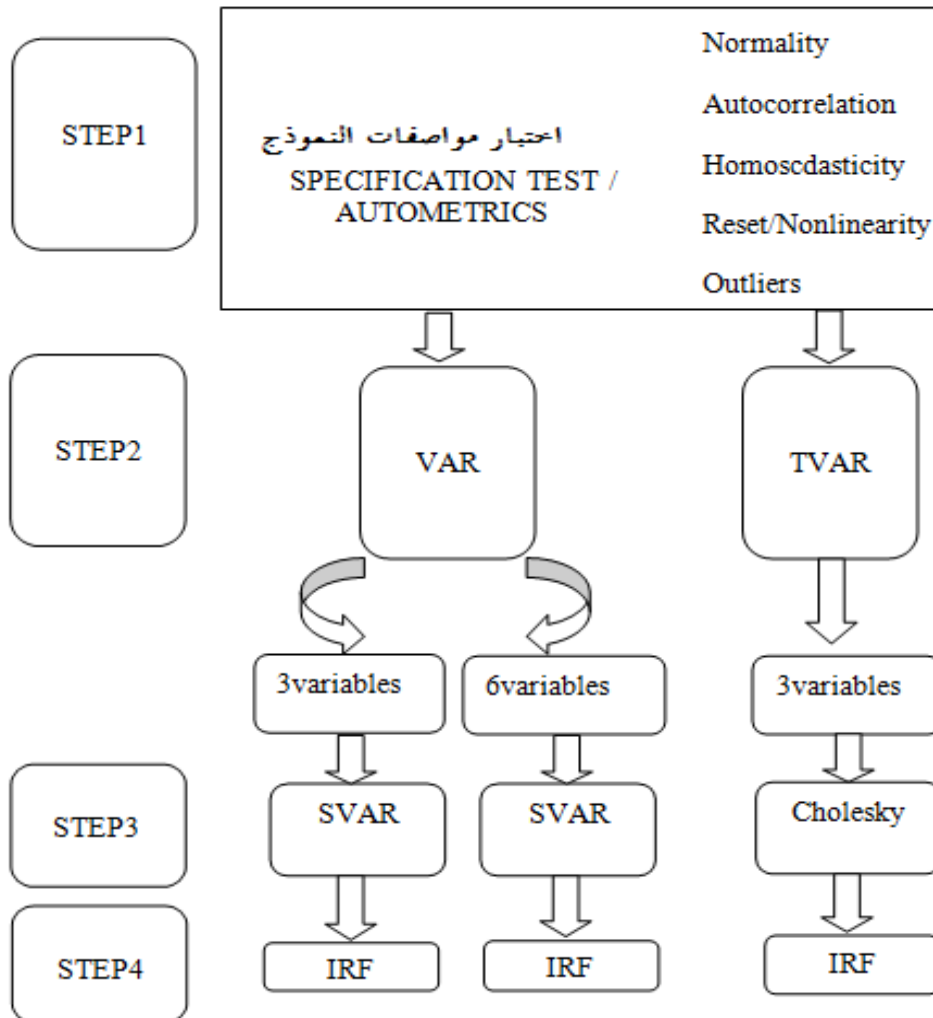 STEP1
اختبار مواصفات النموذج
SPECIFICATION TEST /
AUTOMETRICS
Normality
Autocorrelation
Homoscdasticity
Reset/Nonlinearity
Outliers
STEP2
VAR
TVAR
3variables
6variables
3variables
STEP3
SVAR
SVAR
Cholesky
STEP4
IRF
IRF
IRF